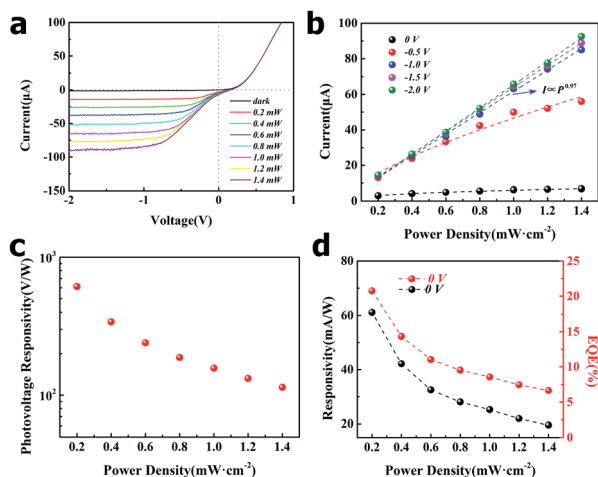 a
100
50
0
-50
-100
-150
Current(μA)
dark
0.2 mW
0.4 mW
0.6 mW
0.8 mW
1.0 mW
1.2 mW
1.4 mW
-2
-1
0
1
Voltage(V)
b
100
80
60
40
20
0
Current(μA)
0 V
-0.5 V
-1.0 V
-1.5 V
-2.0 V
I∝P^0.97
0.2 0.4 0.6 0.8 1.0 1.2 1.4
Power Density(mW·cm⁻²)
c
10³
10²
Photovoltage Responsivity(V/W)
0.2 0.4 0.6 0.8 1.0 1.2 1.4
Power Density(mW·cm⁻²)
d
80
60
40
20
Responsivity(mA/W)
0 V
0 V
25
20
15
10
5
0
EQE(%)
0.2 0.4 0.6 0.8 1.0 1.2 1.4
Power Density(mW·cm⁻²)